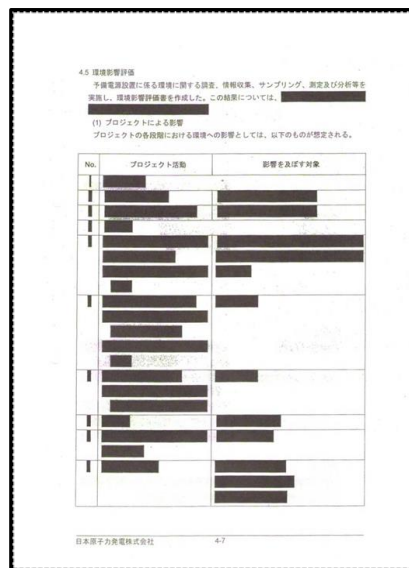 4.5 環境影響評価
予備電源設置に係る環境に関する調査、情報収集、サンプリング、測定及び分析等を
実施し、環境影響評価書を作成した。この結果については、
(1) プロジェクトによる影響
プロジェクトの各段階における環境への影響としては、以下のものが想定される。
No. プロジェクト活動 影響を及ぼす対象
日本原子力発電株式会社 4-7